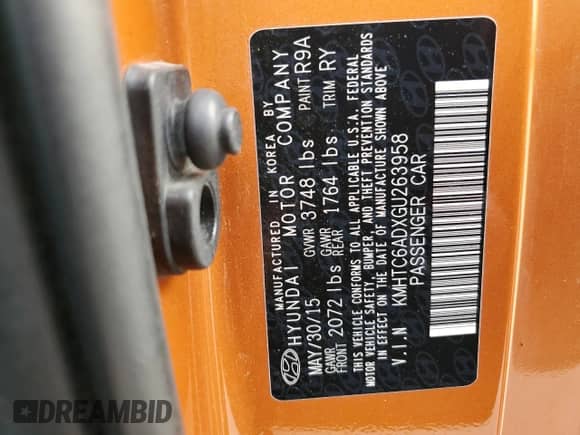 MANUFACTURED IN KOREA BY
HYUNDAI MOTOR COMPANY
MAY/30/15 GVWR 3748 lbs PAINT R9A
GAWR FRONT 2072 lbs GAWR REAR 1764 lbs TRIM RY
THIS VEHICLE CONFORMS TO ALL APPLICABLE U.S.A. FEDERAL
MOTOR VEHICLE SAFETY, BUMPER, AND THEFT PREVENTION STANDARDS
IN EFFECT ON THE DATE OF MANUFACTURE SHOWN ABOVE
V.I.N KMHTC6ADXGU263958
PASSENGER CAR
DREAMBID